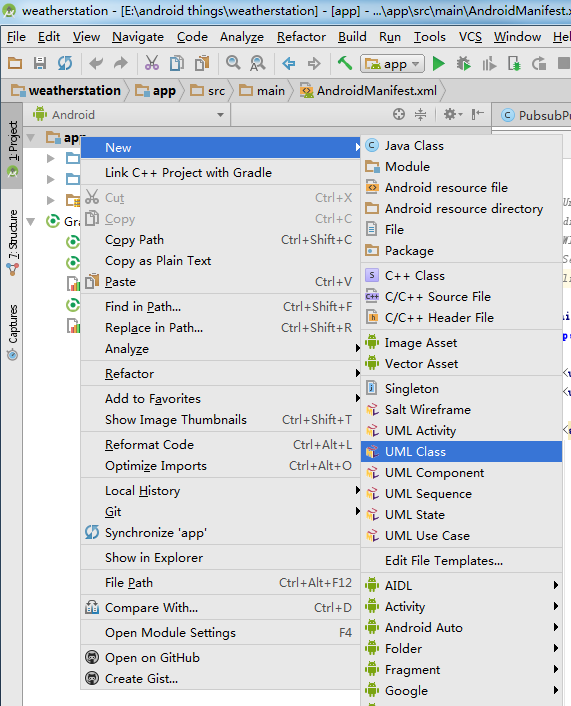 weatherstation - [E:\android things\weatherstation] - [app] - ...\app\src\main\AndroidManifest.x
File Edit View Navigate Code Analyze Refactor Build Run Tools VCS Window He
app
weatherstation app src main AndroidManifest.xml
Android
PubsubPu
1: Project
7: Structure
Captures
app
Gra
New
Link C++ Project with Gradle
Cut Ctrl+X
Copy Ctrl+C
Copy Path Ctrl+Shift+C
Copy as Plain Text
Paste Ctrl+V
Find in Path... Ctrl+Shift+F
Replace in Path... Ctrl+Shift+R
Analyze
Refactor
Add to Favorites
Show Image Thumbnails Ctrl+Shift+T
Reformat Code Ctrl+Alt+L
Optimize Imports Ctrl+Alt+O
Local History
Git
Synchronize 'app'
Show in Explorer
File Path Ctrl+Alt+F12
Compare With... Ctrl+D
Open Module Settings F4
Open on GitHub
Create Gist...
Java Class
Module
Android resource file
Android resource directory
File
Package
C++ Class
C/C++ Source File
C/C++ Header File
Image Asset
Vector Asset
Singleton
Salt Wireframe
UML Activity
UML Class
UML Component
UML Sequence
UML State
UML Use Case
Edit File Templates...
AIDL
Activity
Android Auto
Folder
Fragment
Google